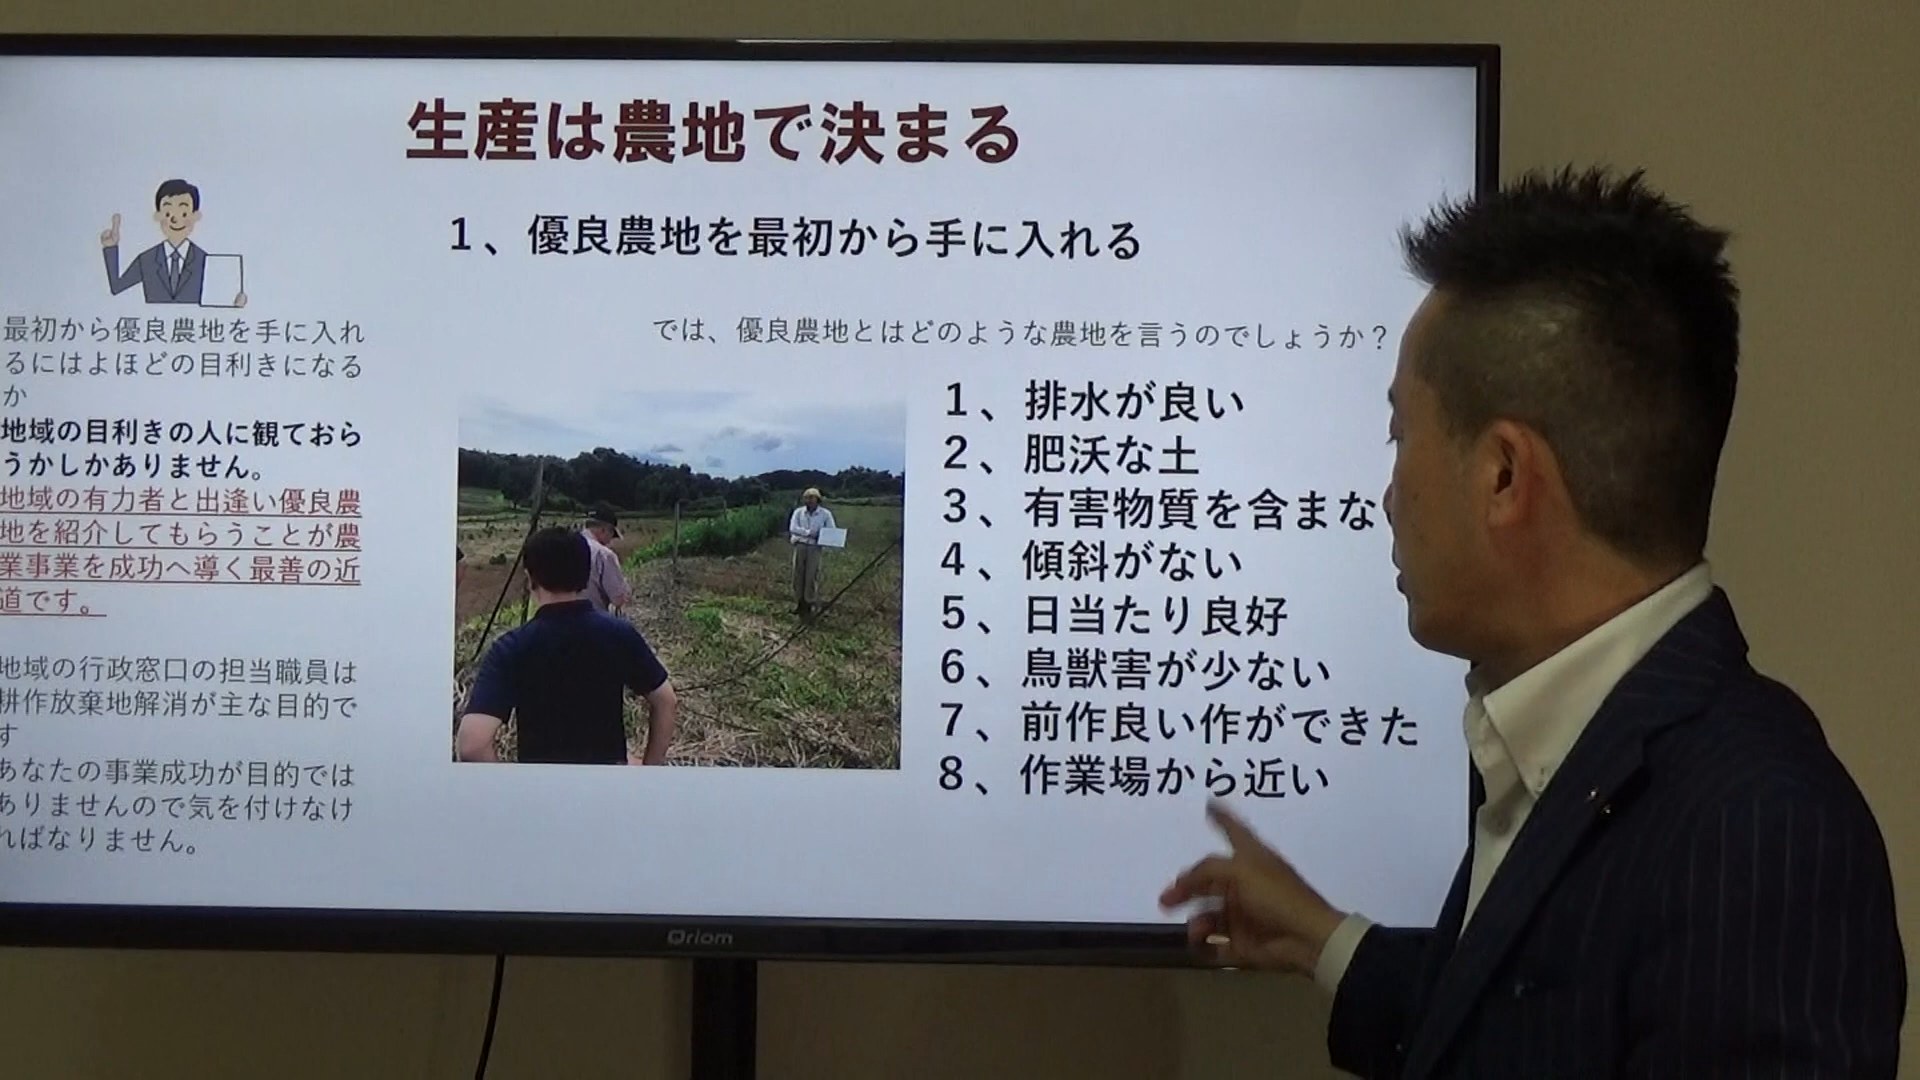 生産は農地で決まる
1、優良農地を最初から手に入れる
最初から優良農地を手に入れ
るにはよほどの目利きになる
か
地域の目利きの人に観ておら
うかしかありません。
地域の有力者と出逢い優良農
地を紹介してもらうことが農
業事業を成功へ導く最善の近
道です。
地域の行政窓口の担当職員は
耕作放棄地解消が主な目的で
す
あなたの事業成功が目的では
ありませんので気を付けなけ
ればなりません。
では、優良農地とはどのような農地を言うのでしょうか？
1、排水が良い
2、肥沃な土
3、有害物質を含まな
4、傾斜がない
5、日当たり良好
6、鳥獣害が少ない
7、前作良い作ができた
8、作業場から近い
Qriom